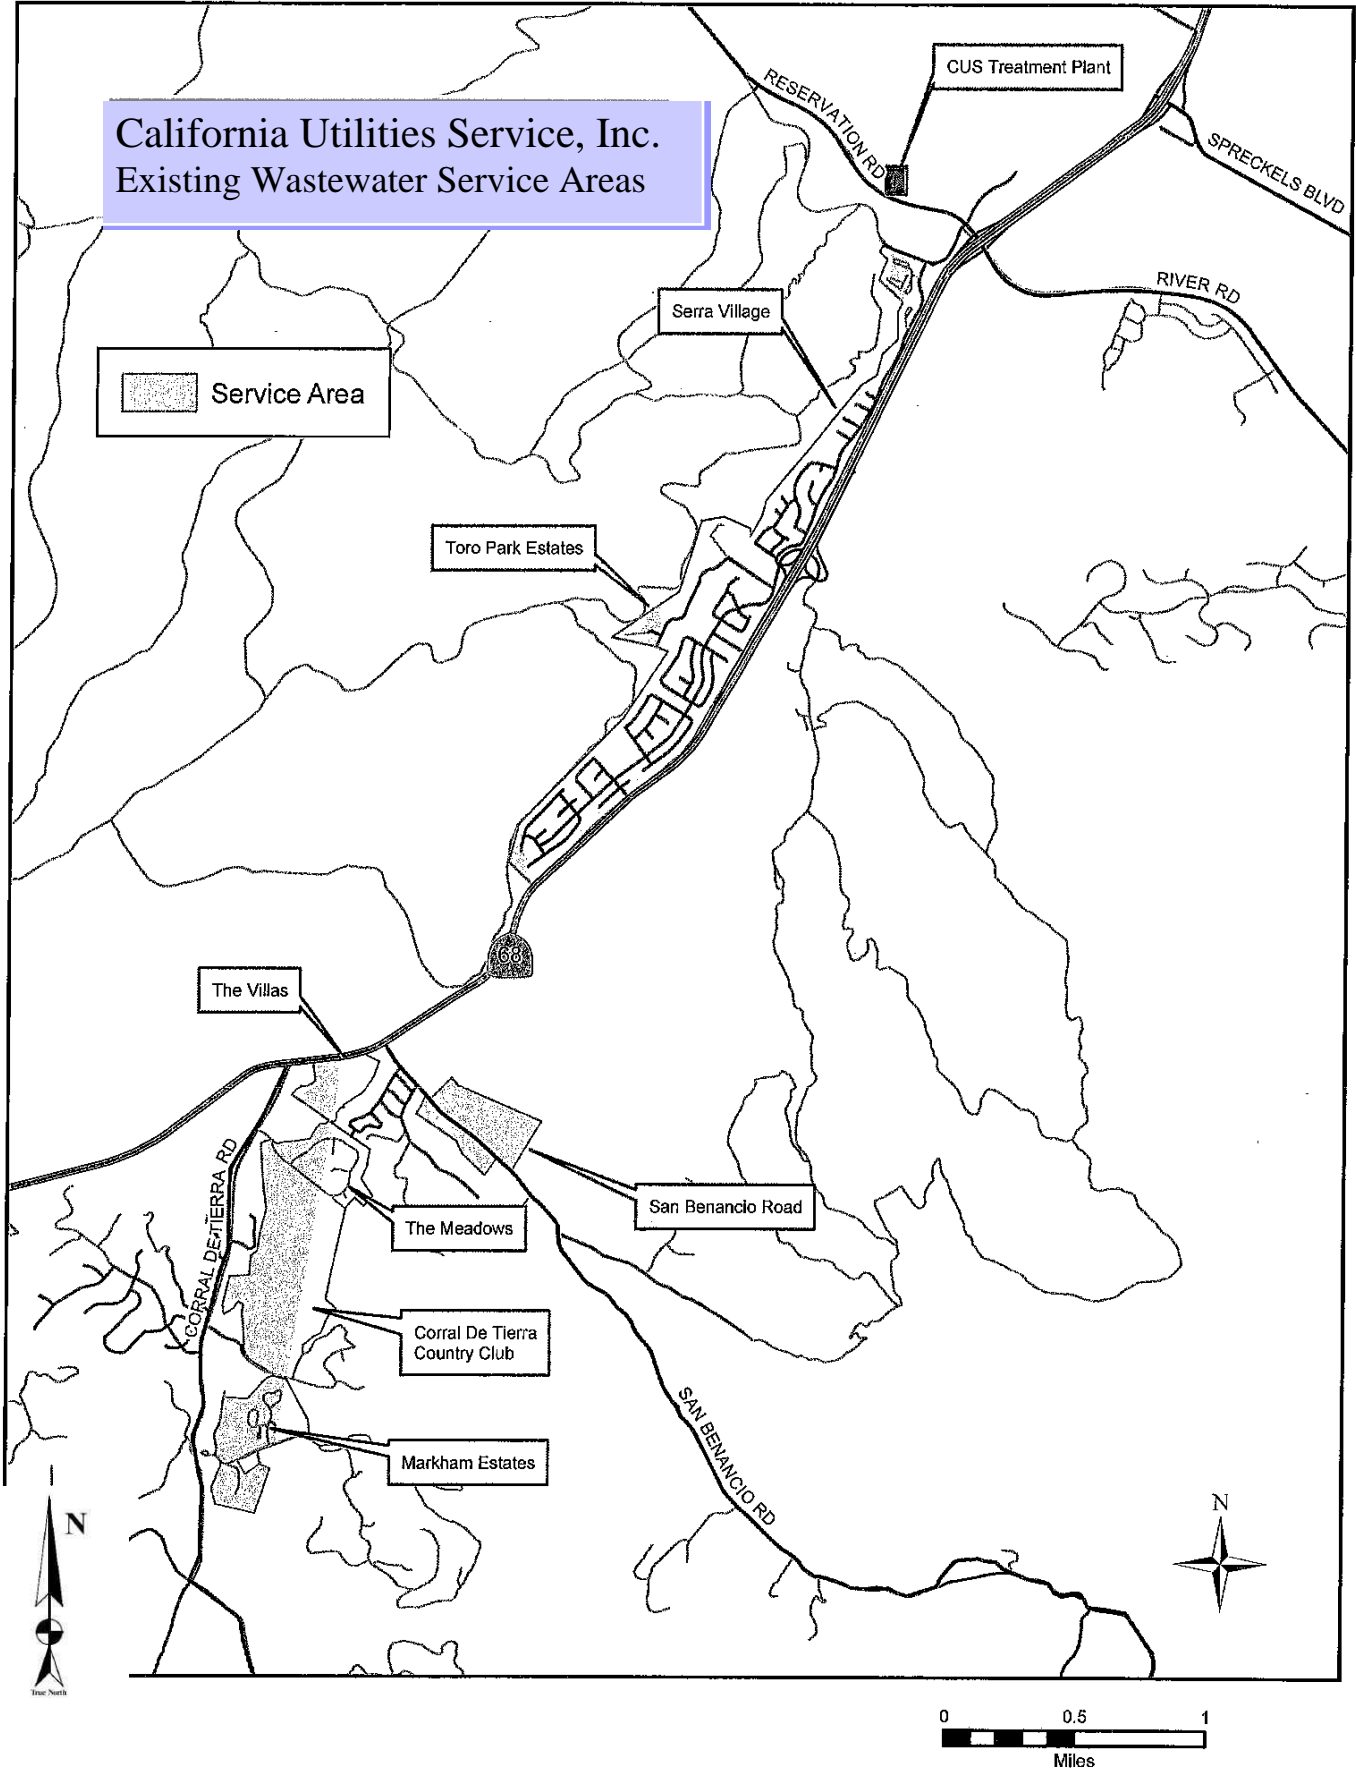 CUS Treatment Plant
RESERVATION RD
California Utilities Service, Inc.
Existing Wastewater Service Areas
SPRECKELS BLVD
RIVER RD
Serra Village
Service Area
Toro Park Estates
68
The Villas
CORRAL DE TIERRA RD
San Benancio Road
The Meadows
Corral De Tierra
Country Club
SAN BENANCIO RD
Markham Estates
N
N
True North
0 0.5 1
Miles